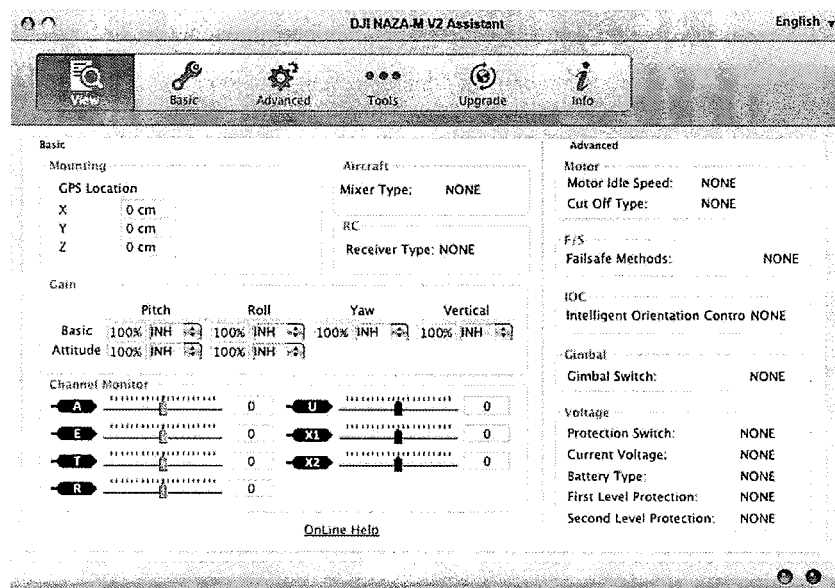 DJI NAZA-M V2 Assistant
English
View Basic Advanced Tools Upgrade Info
Basic
Mounting
GPS Location
X 0 cm
Y 0 cm
Z 0 cm
Aircraft
Mixer Type: NONE
RC
Receiver Type: NONE
Gain
Pitch Roll Yaw Vertical
Basic 100% INH 100% INH 100% INH 100% INH
Attitude 100% INH 100% INH
Channel Monitor
A 0 U 0
E 0 X1 0
T 0 X2 0
R 0
OnLine Help
Advanced
Motor
Motor Idle Speed: NONE
Cut Off Type: NONE
F/S
Failsafe Methods: NONE
IOC
Intelligent Orientation Contro NONE
Gimbal
Gimbal Switch: NONE
Voltage
Protection Switch: NONE
Current Voltage: NONE
Battery Type: NONE
First Level Protection: NONE
Second Level Protection: NONE